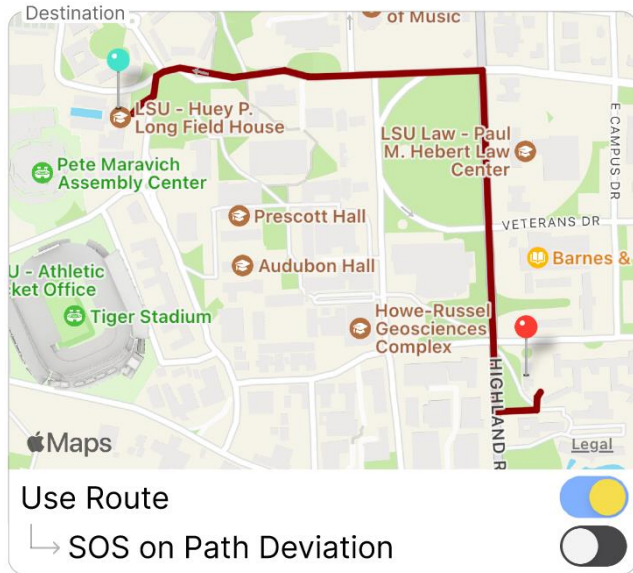 Destination
of Music
LSU - Huey P.
Long Field House
LSU Law - Paul
M. Hebert Law
Center
E CAMPUS DR
Pete Maravich
Assembly Center
Prescott Hall
VETERANS DR
U - Athletic
ket Office
Audubon Hall
Barnes &
Tiger Stadium
Howe-Russel
Geosciences
Complex
HIGHLAND R
Maps
Legal
Use Route
SOS on Path Deviation